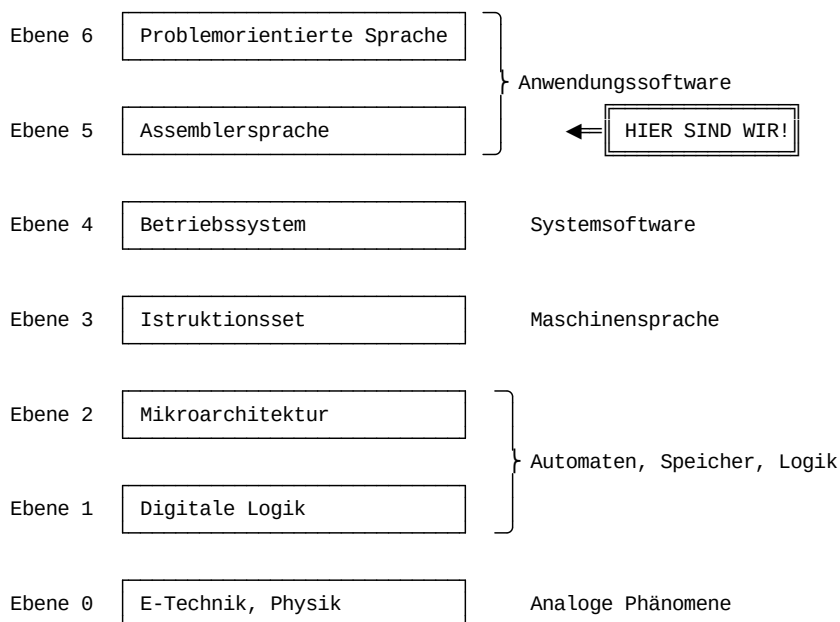 Ebene 6 Problemorientierte Sprache
Anwendungssoftware
Ebene 5 Assemblersprache HIER SIND WIR!
Ebene 4 Betriebssystem Systemsoftware
Ebene 3 Istruktionsset Maschinensprache
Ebene 2 Mikroarchitektur
Automaten, Speicher, Logik
Ebene 1 Digitale Logik
Ebene 0 E-Technik, Physik Analoge Phänomene